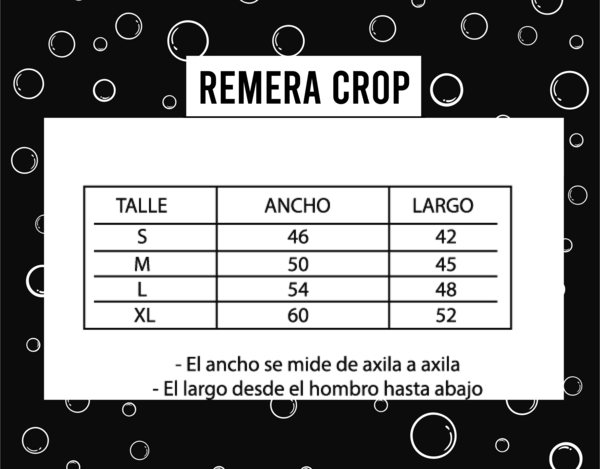 REMERA CROP
TALLE ANCHO LARGO
S 46 42
M 50 45
L 54 48
XL 60 52
- El ancho se mide de axila a axila
- El largo desde el hombro hasta abajo